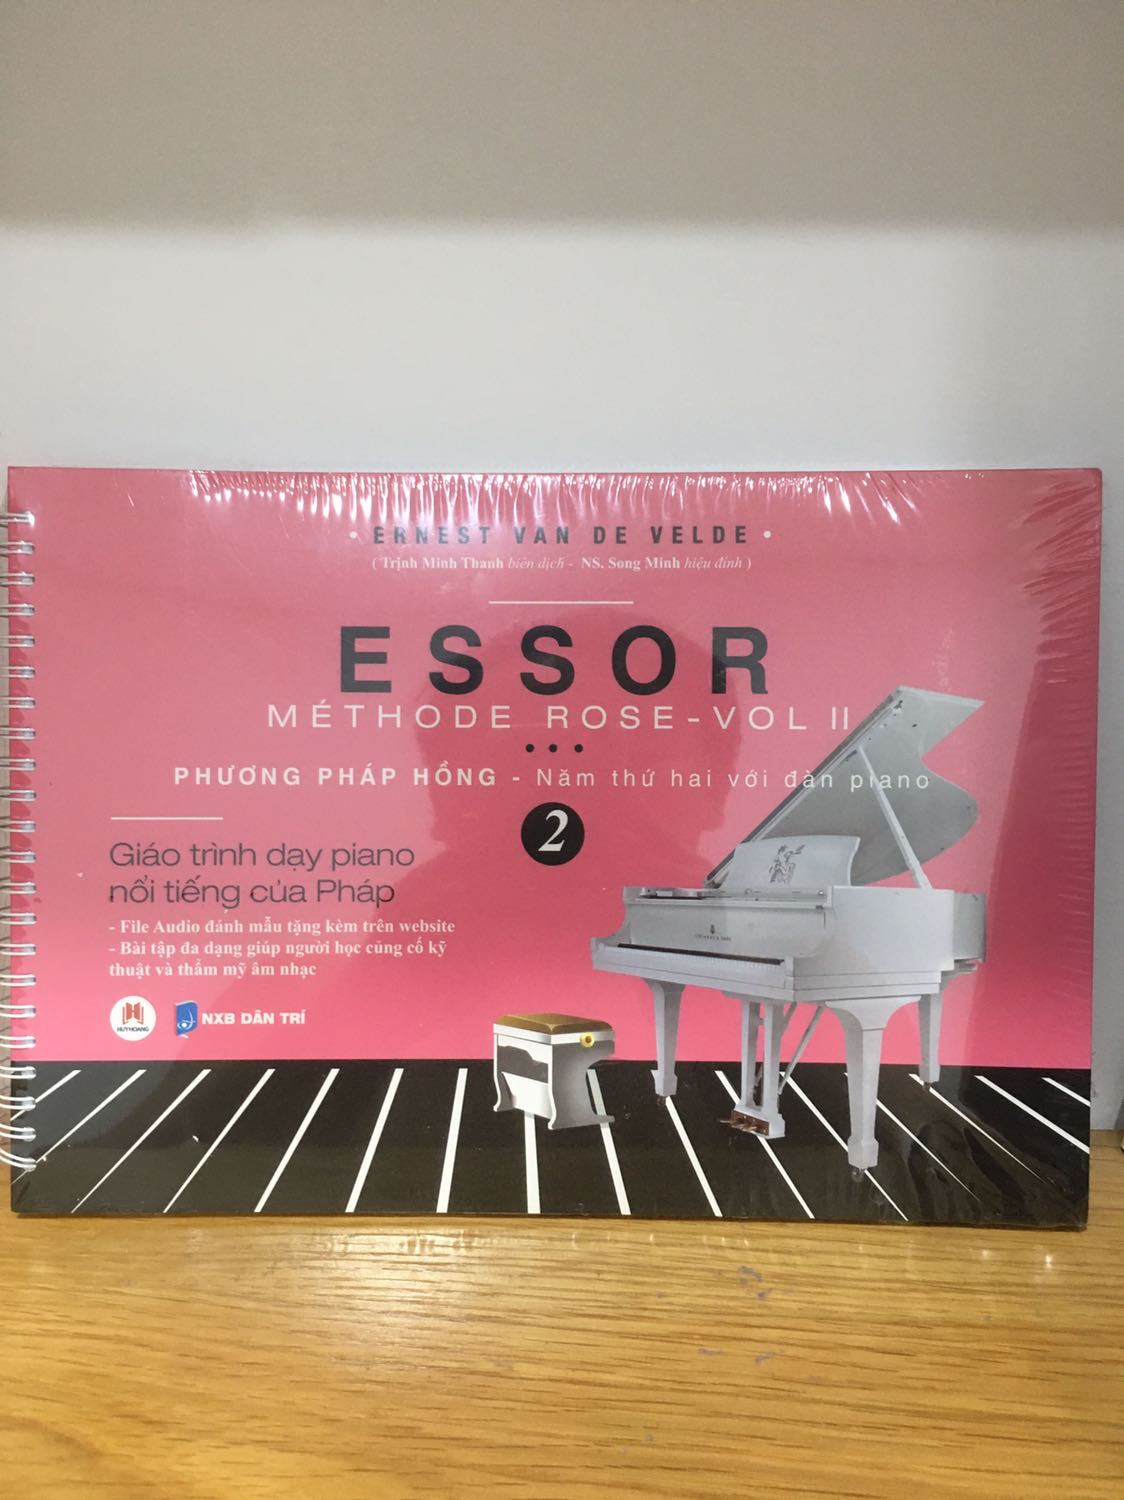 • ERNEST VAN DE VELDE •
( Trịnh Minh Thanh biên dịch - NS. Song Minh hiệu đính )
ESSOR
MÉTHODE ROSE - VOL II
PHƯƠNG PHÁP HỒNG - Năm thứ hai với đàn piano
2
Giáo trình dạy piano
nổi tiếng của Pháp
- File Audio đánh mẫu tặng kèm trên website
- Bài tập đa dạng giúp người học củng cố kỹ
thuật và thẩm mỹ âm nhạc
HUYHOANG
NXB DÂN TRÍ